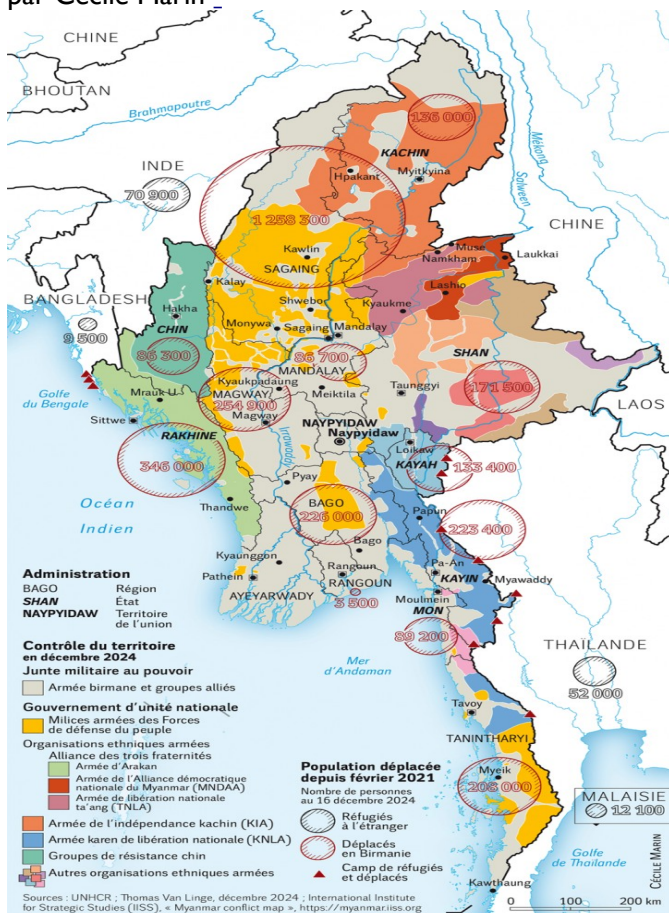 par Cécile Marin
CHINE
BHOUTAN
Brahmapoutre
136 000
KACHIN
Hpakant
Myitkyina
Mékong
Salween
INDE
70 900
1 258 300
CHINE
Kawlin
SAGAING
Muse
Namkham
Laukkai
Kalay
Lashio
BANGLADESH
Hakha
Shwebo
Kyaukme
9 500
CHIN
Monywa
Sagaing
Mandalay
86 300
86 700
SHAN
MANDALAY
Kyaukpadaung
Golfe
du Bengale
Mrauk U
MAGWAY
254 900
Meiktila
Taunggyi
171 500
Magway
LAOS
Sittwe
NAYPYIDAW
Naypyidaw
RAKHINE
Irrawaddy
Loikaw
346 000
KAYAH
133 400
Pyay
Océan
Indien
Thandwe
BAGO
226 000
Papun
223 400
Kyaunggon
Bago
Pa-An
Pathein
Rangoun
RANGOUN
KAYIN
Myawaddy
AYEYARWADY
3 500
Moulmein
MON
89 200
Mer
d'Andaman
THAÏLANDE
52 000
Tavoy
TANINTHARYI
Myeik
208 000
MALAISIE
12 100
Golfe
de Thaïlande
Kawthaung
Administration
BAGO Région
SHAN État
NAYPYIDAW Territoire
de l'union
Contrôle du territoire
en décembre 2024
Junte militaire au pouvoir
Armée birmane et groupes alliés
Gouvernement d'unité nationale
Milices armées des Forces
de défense du peuple
Organisations ethniques armées
Alliance des trois fraternités
Armée d'Arakan
Armée de l'Alliance démocratique
nationale du Myanmar (MNDAA)
Armée de libération nationale
ta'ang (TNLA)
Armée de l'indépendance kachin (KIA)
Armée karen de libération nationale (KNLA)
Groupes de résistance chin
Autres organisations ethniques armées
Population déplacée
depuis février 2021
Nombre de personnes
au 16 décembre 2024
Réfugiés
à l'étranger
Déplacés
en Birmanie
Camp de réfugiés
et déplacés
CÉCILE MARIN
Sources : UNHCR ; Thomas Van Linge, décembre 2024 ; International Institute
for Strategic Studies (IISS), « Myanmar conflict map », https://myanmar.iiss.org
0 100 200 km